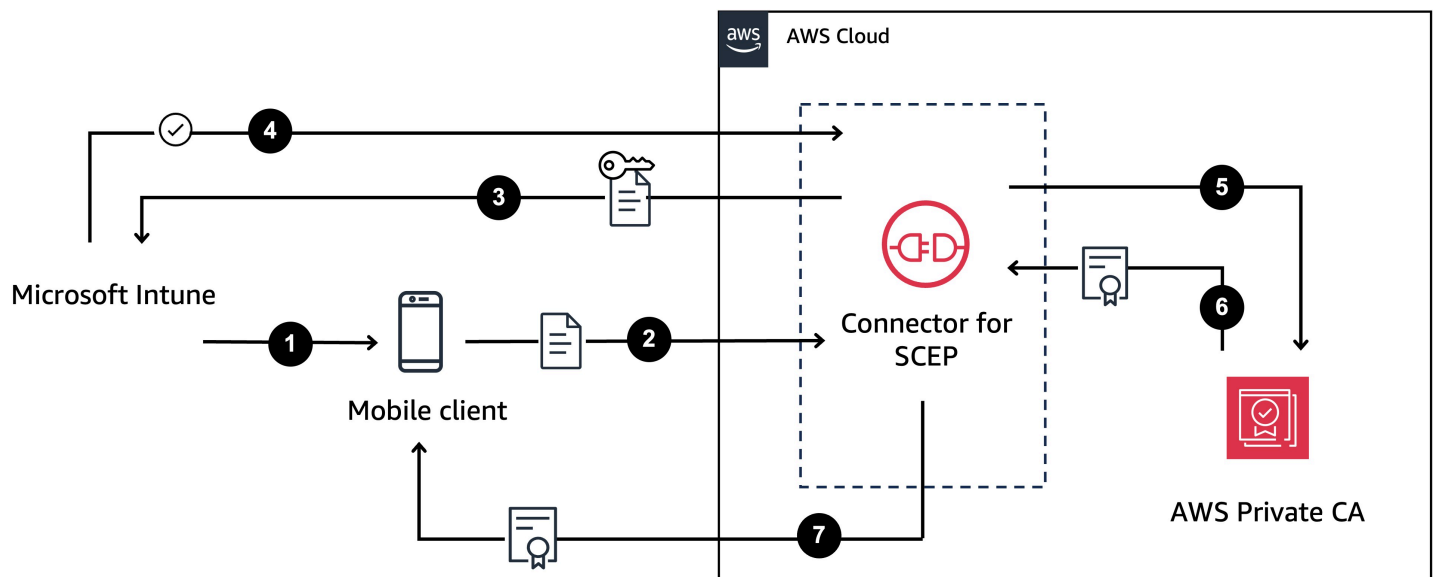 aws
AWS Cloud
4
3
5
Microsoft Intune
6
1
2
Connector for
SCEP
Mobile client
AWS Private CA
7